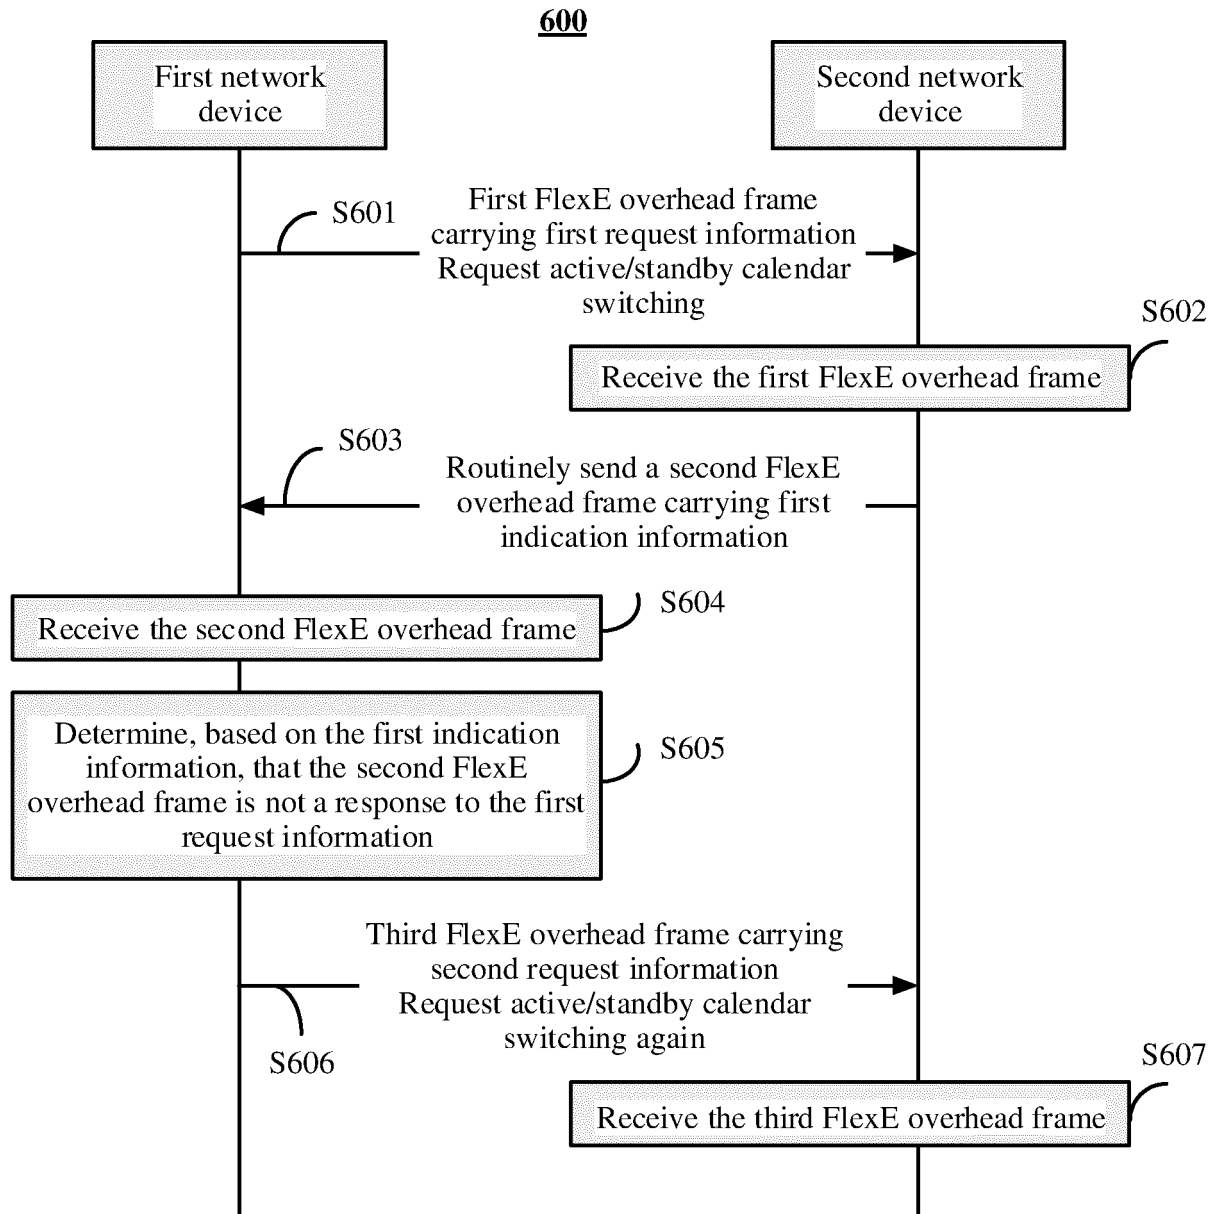 600
First network
device
Second network
device
S601
First FlexE overhead frame
carrying first request information
Request active/standby calendar
switching
S602
Receive the first FlexE overhead frame
S603
Routinely send a second FlexE
overhead frame carrying first
indication information
S604
Receive the second FlexE overhead frame
Determine, based on the first indication
information, that the second FlexE
overhead frame is not a response to the first
request information
S605
Third FlexE overhead frame carrying
second request information
Request active/standby calendar
switching again
S606
S607
Receive the third FlexE overhead frame